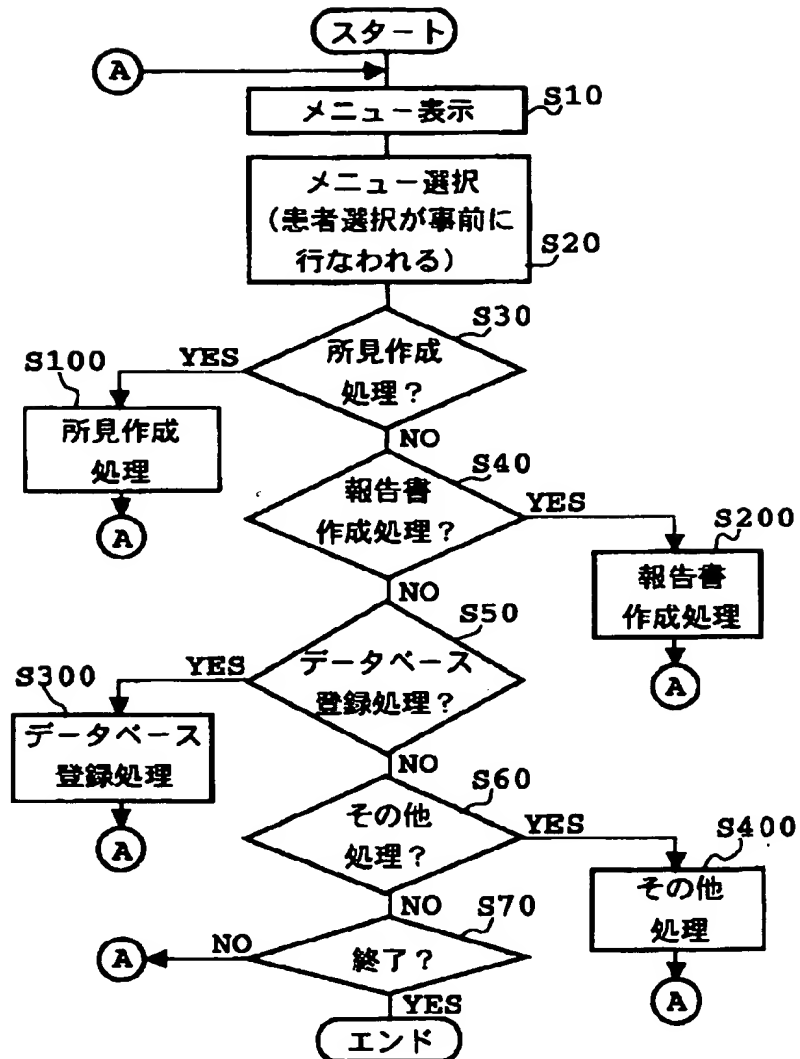 スタート
A
メニュー表示
S10
メニュー選択
(患者選択が事前に
行なわれる)
S20
S30
所見作成
処理?
YES
S100
所見作成
処理
A
NO
S40
報告書
作成処理?
YES
S200
報告書
作成処理
A
NO
S50
データベース
登録処理?
YES
S300
データベース
登録処理
A
NO
S60
その他
処理?
YES
S400
その他
処理
A
NO
S70
終了?
NO
A
YES
エンド